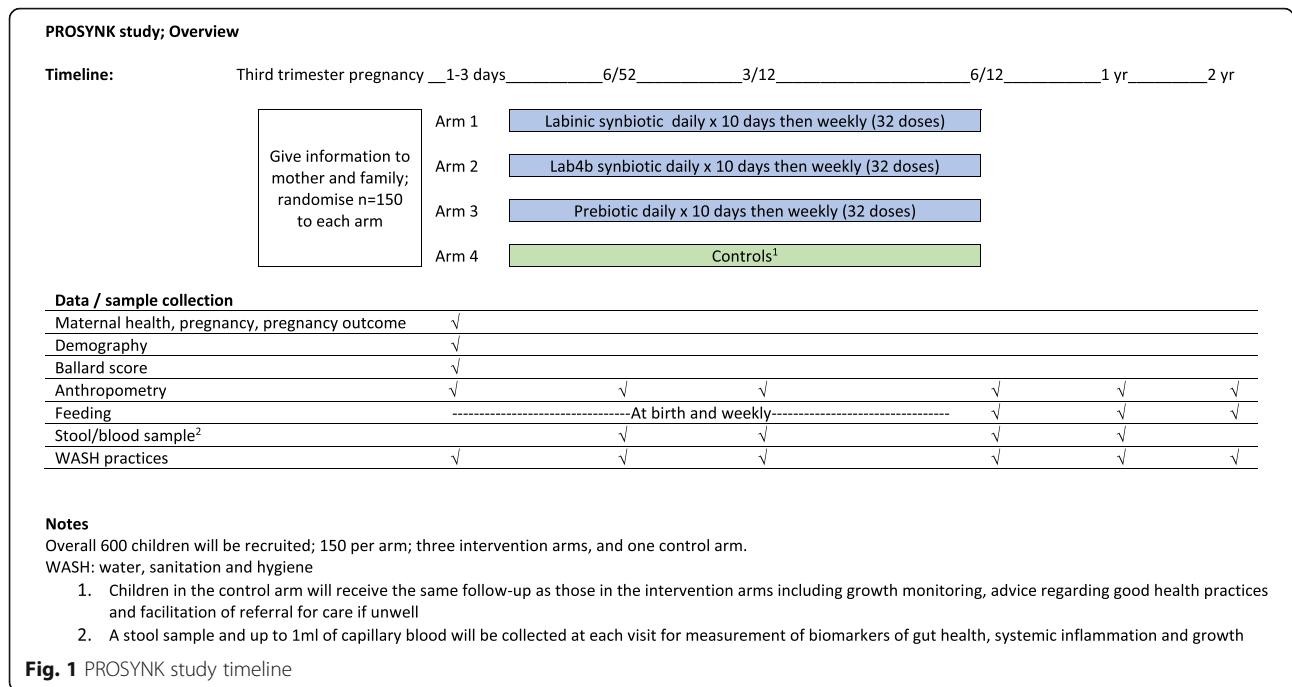 PROSYNK study; Overview
Timeline: Third trimester pregnancy __1-3 days___________6/52____________3/12______________________6/12___________1 yr_________2 yr
Give information to
mother and family;
randomise n=150
to each arm
Arm 1 Labinic synbiotic daily x 10 days then weekly (32 doses)
Arm 2 Lab4b synbiotic daily x 10 days then weekly (32 doses)
Arm 3 Prebiotic daily x 10 days then weekly (32 doses)
Arm 4 Controls¹
Data / sample collection
Maternal health, pregnancy, pregnancy outcome √
Demography √
Ballard score √
Anthropometry √ √ √ √ √ √
Feeding ----------------------------------At birth and weekly---------------------------------- √ √ √
Stool/blood sample² √ √ √ √
WASH practices √ √ √ √ √ √
Notes
Overall 600 children will be recruited; 150 per arm; three intervention arms, and one control arm.
WASH: water, sanitation and hygiene
1. Children in the control arm will receive the same follow-up as those in the intervention arms including growth monitoring, advice regarding good health practices
and facilitation of referral for care if unwell
2. A stool sample and up to 1ml of capillary blood will be collected at each visit for measurement of biomarkers of gut health, systemic inflammation and growth
Fig. 1 PROSYNK study timeline